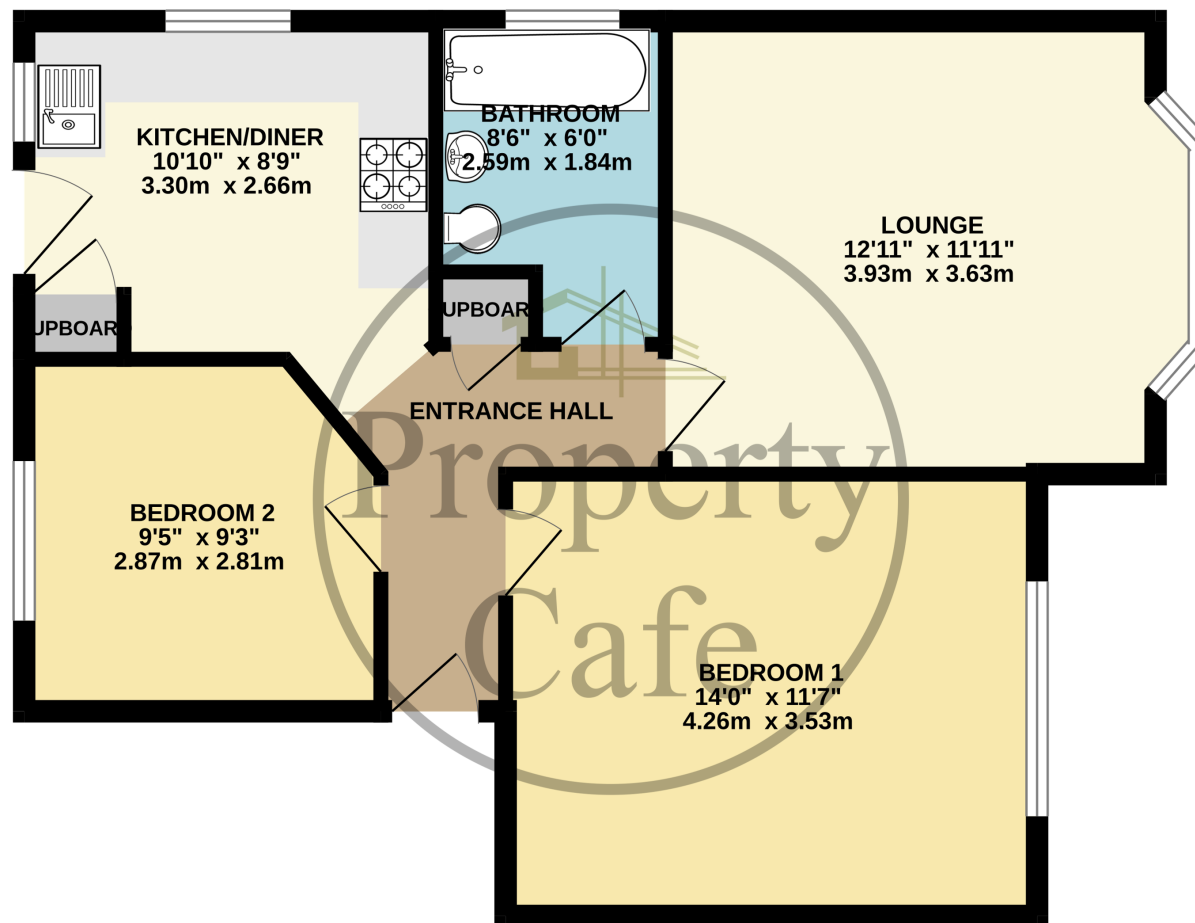 KITCHEN/DINER
10'10" x 8'9"
3.30m x 2.66m
BATHROOM
8'6" x 6'0"
2.59m x 1.84m
LOUNGE
12'11" x 11'11"
3.93m x 3.63m
UPBOAR
UPBOAR
ENTRANCE HALL
Property
Cafe
BEDROOM 2
9'5" x 9'3"
2.87m x 2.81m
BEDROOM 1
14'0" x 11'7"
4.26m x 3.53m